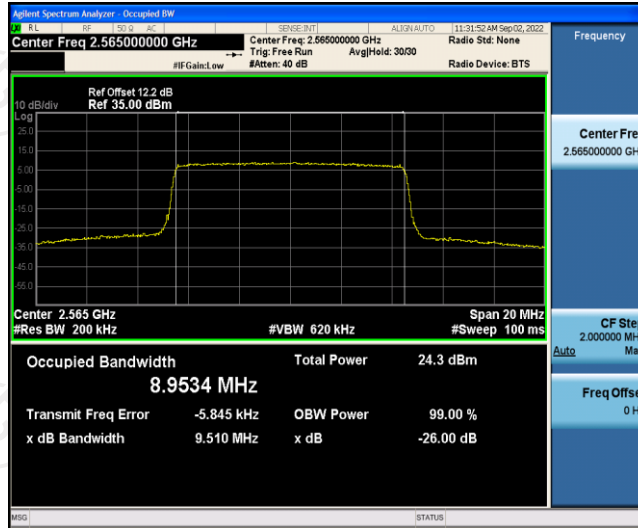 Agilent Spectrum Analyzer - Occupied BW
RL RF 50 Ω AC SENSE:INT ALIGN AUTO 11:31:52 AM Sep 02, 2022
Center Freq 2.565000000 GHz
Center Freq: 2.565000000 GHz
Radio Std: None
Trig: Free Run Avg|Hold: 30/30
#IFGain:Low #Atten: 40 dB Radio Device: BTS
Frequency
Ref Offset 12.2 dB
10 dB/div Ref 35.00 dBm
Log
25.0
15.0
5.00
-5.00
-15.0
-25.0
-35.0
-45.0
-55.0
Center 2.565 GHz Span 20 MHz
#Res BW 200 kHz #VBW 620 kHz #Sweep 100 ms
Occupied Bandwidth Total Power 24.3 dBm
8.9534 MHz
Transmit Freq Error -5.845 kHz OBW Power 99.00 %
x dB Bandwidth 9.510 MHz x dB -26.00 dB
Center Fre
2.565000000 GH
CF Ste
2.000000 MH
Auto Ma
Freq Offse
0 H
MSG STATUS